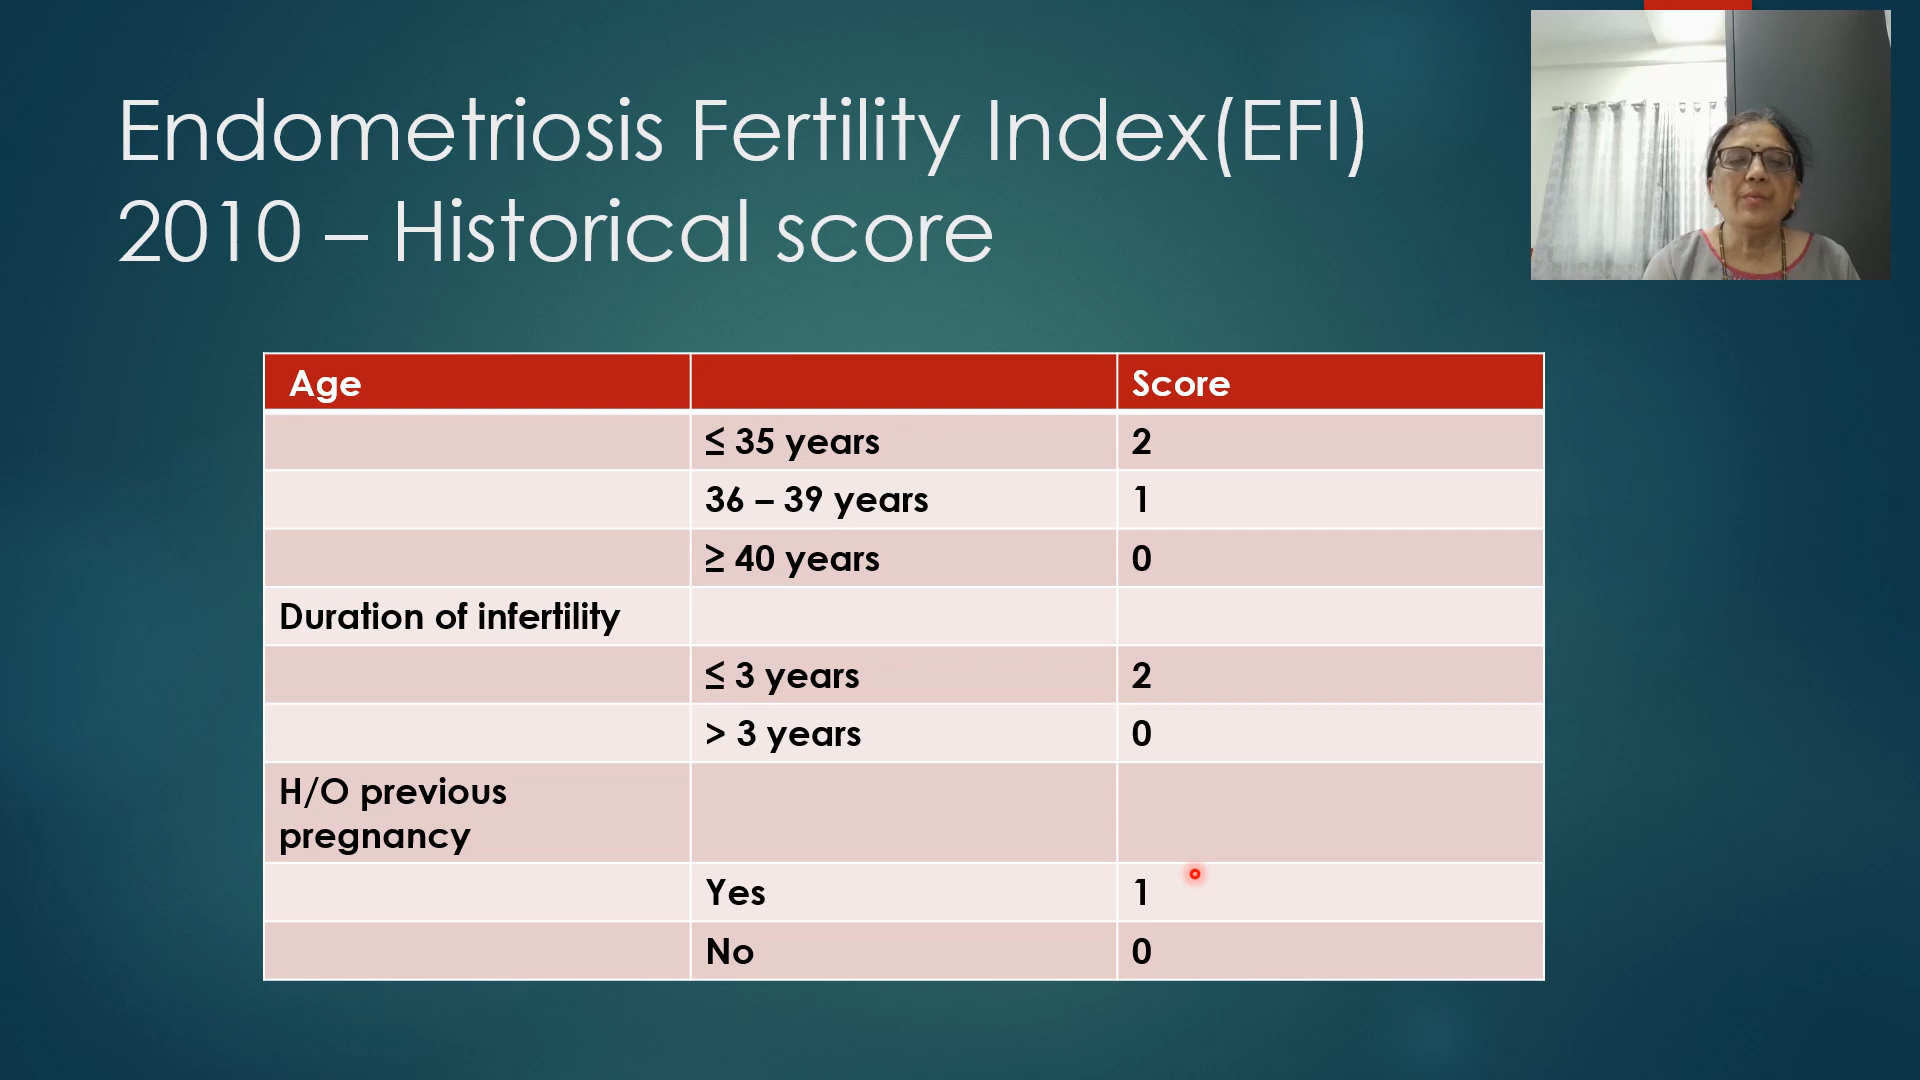 Endometriosis Fertility Index(EFI)
2010 – Historical score
Age Score
≤ 35 years 2
36 – 39 years 1
≥ 40 years 0
Duration of infertility
≤ 3 years 2
> 3 years 0
H/O previous
pregnancy
Yes 1
No 0